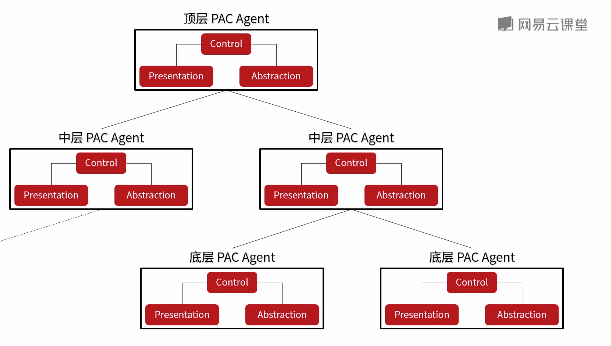 网易云课堂
顶层 PAC Agent
Control
Presentation
Abstraction
中层 PAC Agent
Control
Presentation
Abstraction
中层 PAC Agent
Control
Presentation
Abstraction
底层 PAC Agent
Control
Presentation
Abstraction
底层 PAC Agent
Control
Presentation
Abstraction